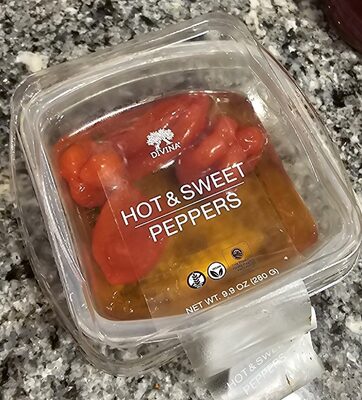 DIVINA
HOT & SWEET
PEPPERS
NET WT. 9.9 OZ (280 G)
HOT & SWEET
PEPPERS